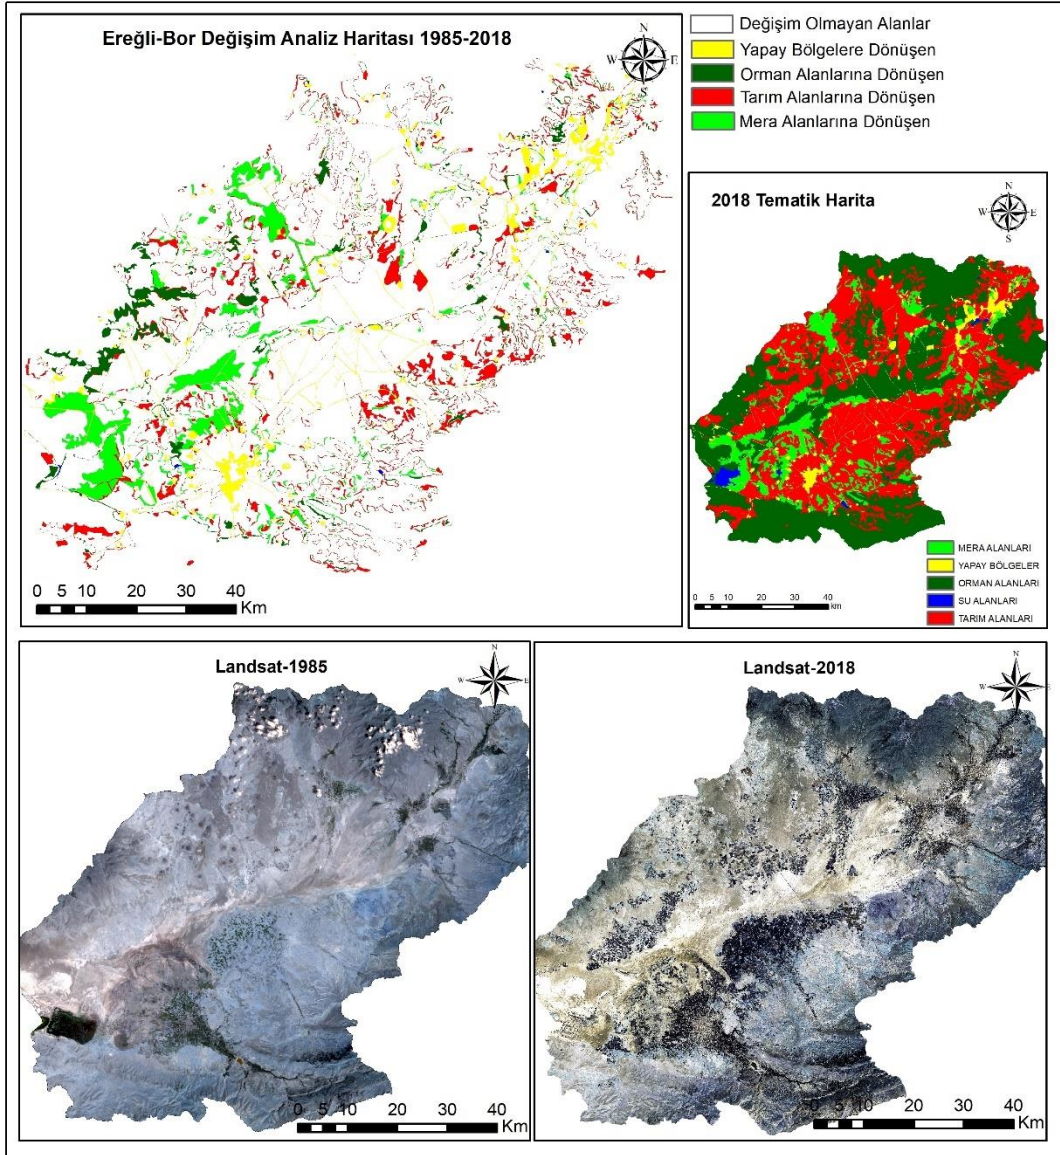 Ereğli-Bor Değişim Analiz Haritası 1985-2018
N
W E
S
0 5 10 20 30 40
Km
Değişim Olmayan Alanlar
Yapay Bölgelere Dönüşen
Orman Alanlarına Dönüşen
Tarım Alanlarına Dönüşen
Mera Alanlarına Dönüşen
2018 Tematik Harita
N
W E
S
MERA ALANLARI
YAPAY BÖLGELER
ORMAN ALANLARI
SU ALANLARI
TARIM ALANLARI
0 5 10 20 30 40
km
Landsat-1985
N
W E
S
0 5 10 20 30 40
Km
Landsat-2018
N
W E
S
0 5 10 20 30 40
Km